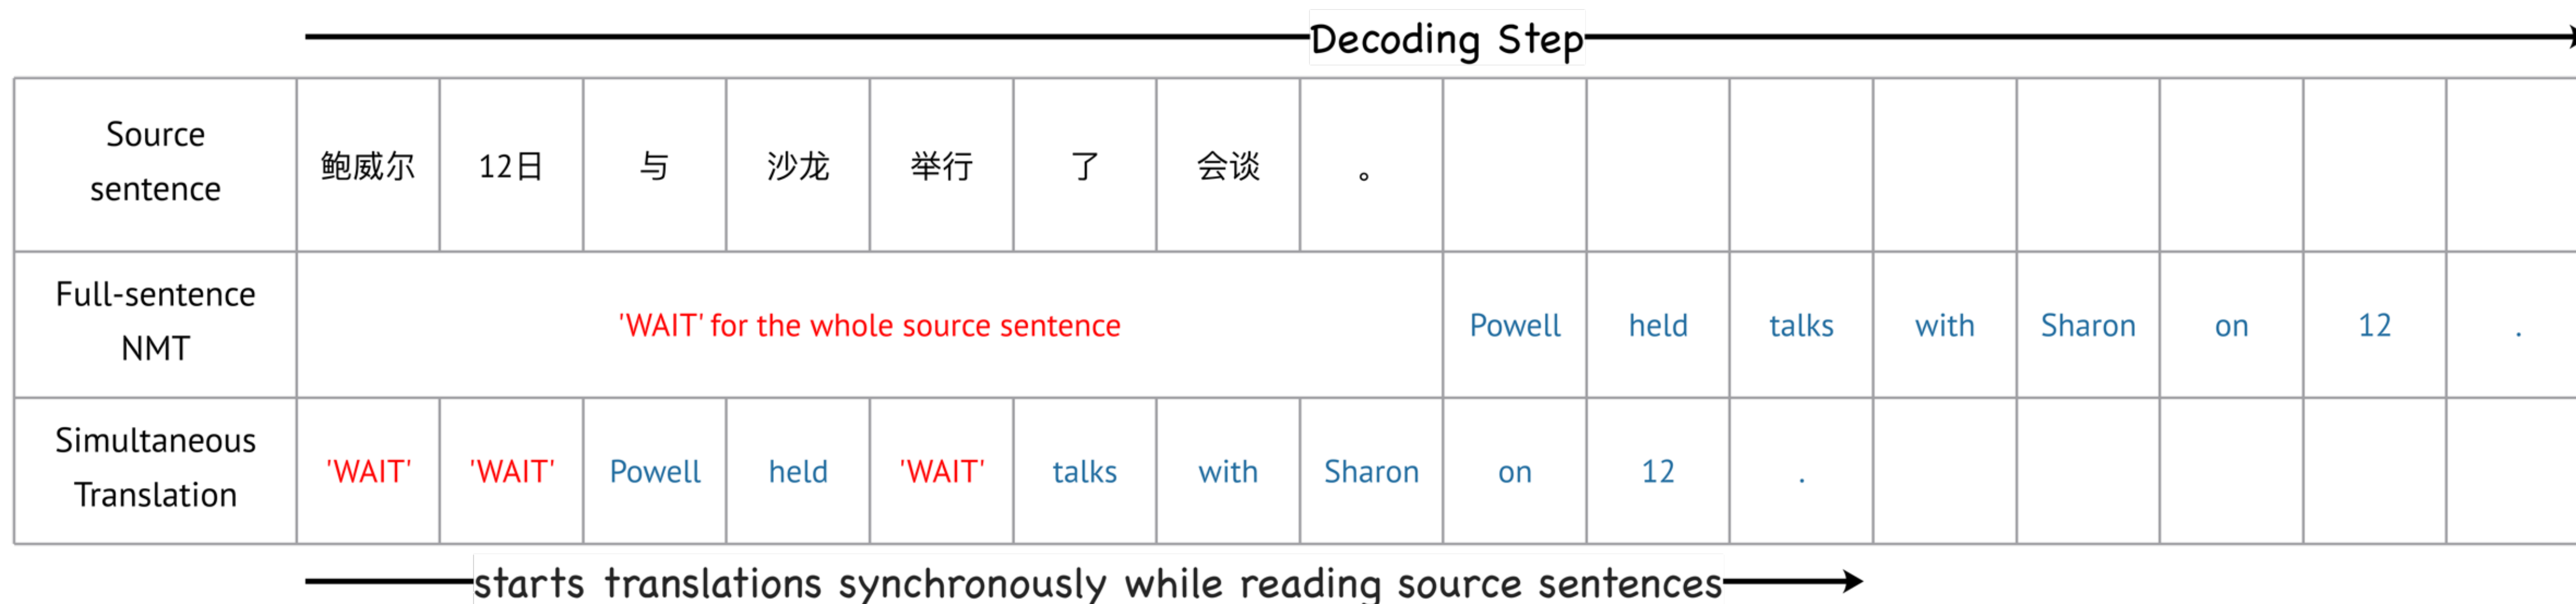 Decoding Step
Source
sentence
鲍威尔 12日 与 沙龙 举行 了 会谈 。
Full-sentence
NMT
'WAIT' for the whole source sentence Powell held talks with Sharon on 12 .
Simultaneous
Translation
'WAIT' 'WAIT' Powell held 'WAIT' talks with Sharon on 12 .
starts translations synchronously while reading source sentences